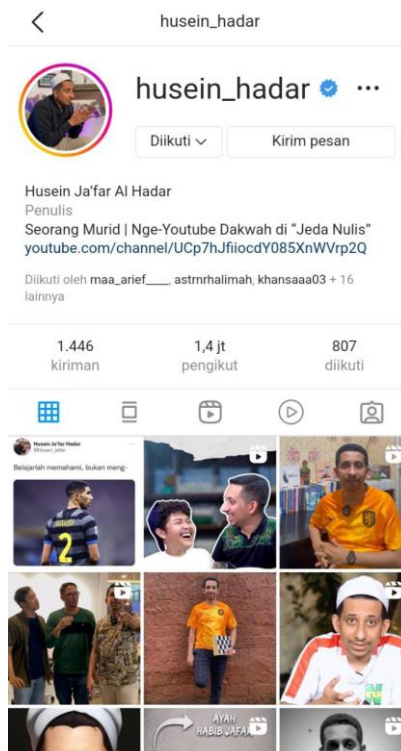 husein_hadar
husein_hadar
Diikuti
Kirim pesan
Husein Ja'far Al Hadar
Penulis
Seorang Murid | Nge-Youtube Dakwah di "Jeda Nulis"
youtube.com/channel/UCp7hJfiiocdY085XnWVrp2Q
Diikuti oleh maa_arief____, astrnrhalimah, khansaaa03 + 16
lainnya
1.446
kiriman
1,4 jt
pengikut
807
diikuti
Husein Ja'far Hadar
@Husen_Jafar
Belajarlah memahami, bukan meng-
2
AYAH
HABIB JAFAR